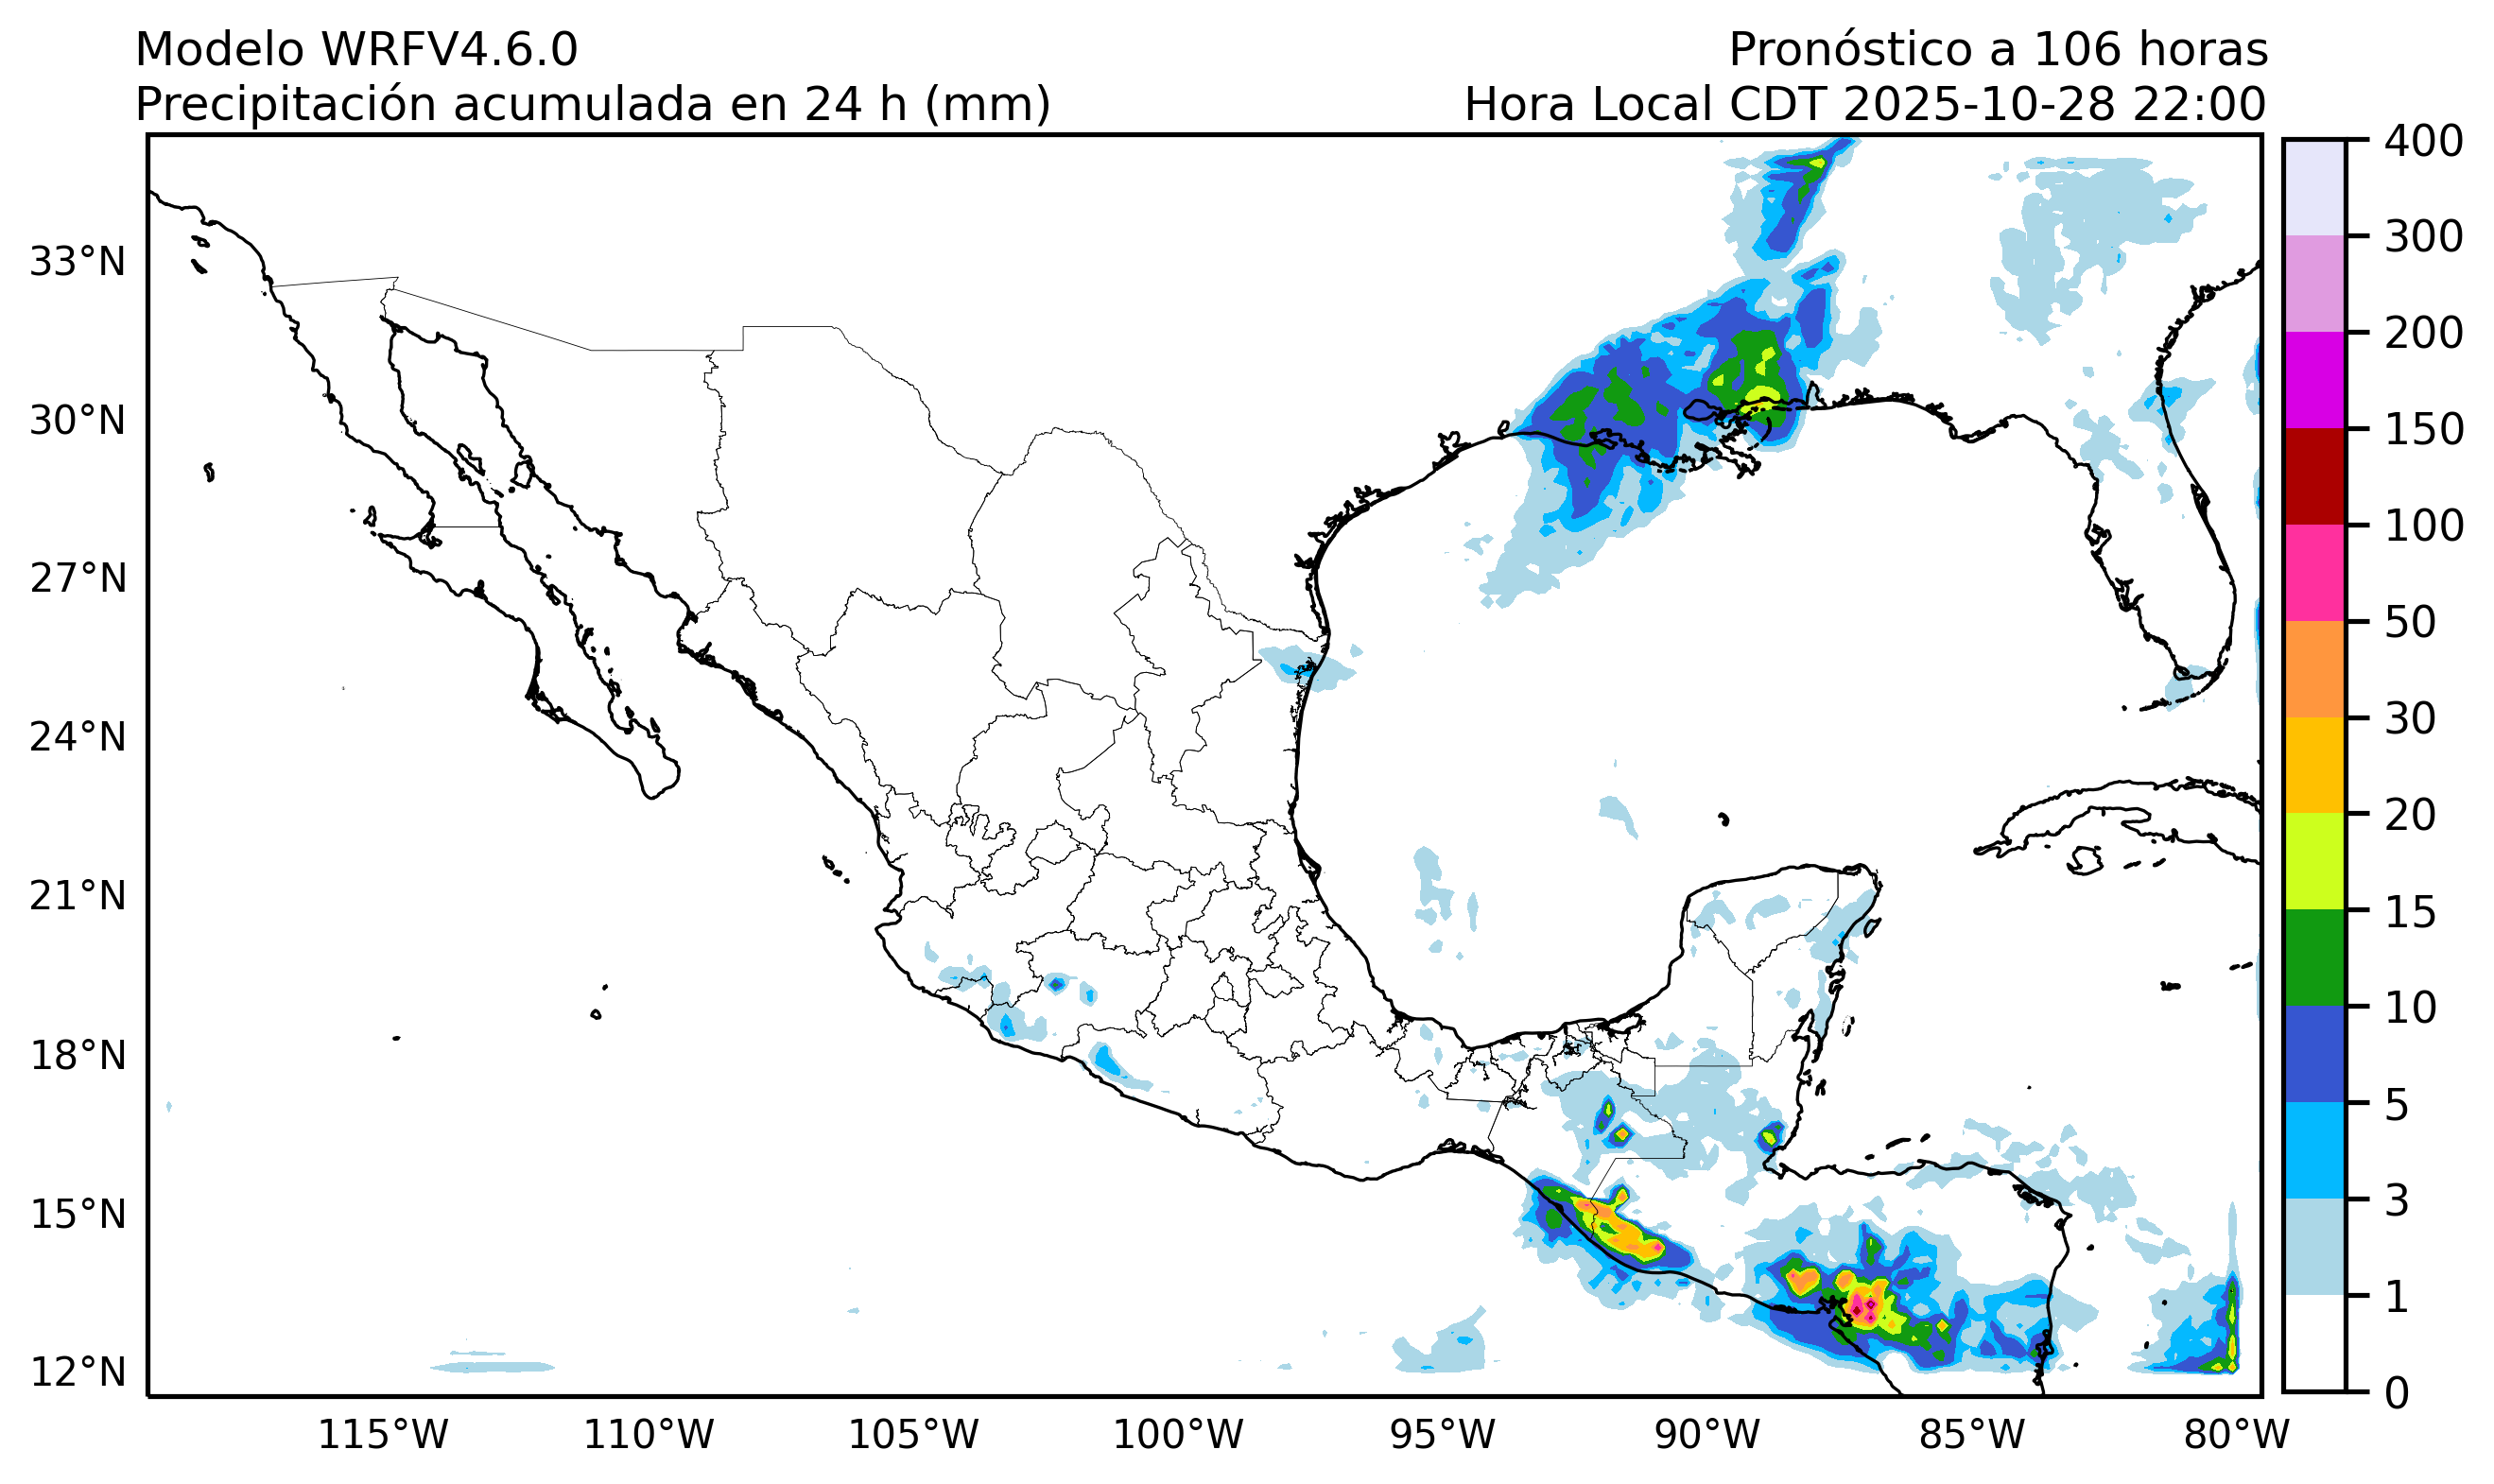 Modelo WRFV4.6.0
Pronóstico a 106 horas
Precipitación acumulada en 24 h (mm)
Hora Local CDT 2025-10-28 22:00
33°N
30°N
27°N
24°N
21°N
18°N
15°N
12°N
115°W
110°W
105°W
100°W
95°W
90°W
85°W
80°W
400
300
200
150
100
50
30
20
15
10
5
3
1
0